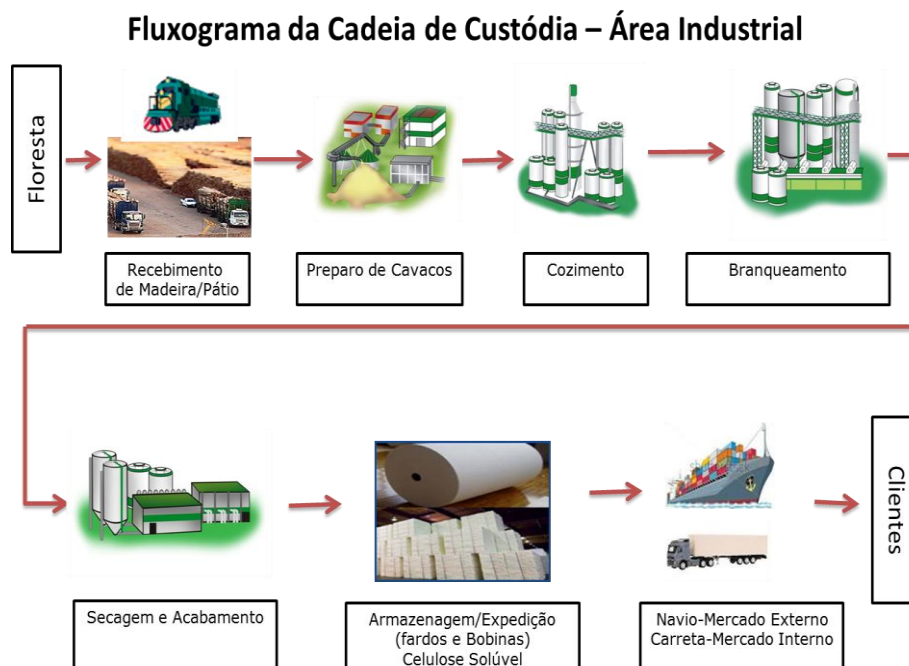 Fluxograma da Cadeia de Custódia – Área Industrial
Floresta
Recebimento
de Madeira/Pátio
Preparo de Cavacos
Cozimento
Branqueamento
Secagem e Acabamento
Armazenagem/Expedição
(fardos e Bobinas)
Celulose Solúvel
Navio-Mercado Externo
Carreta-Mercado Interno
Clientes